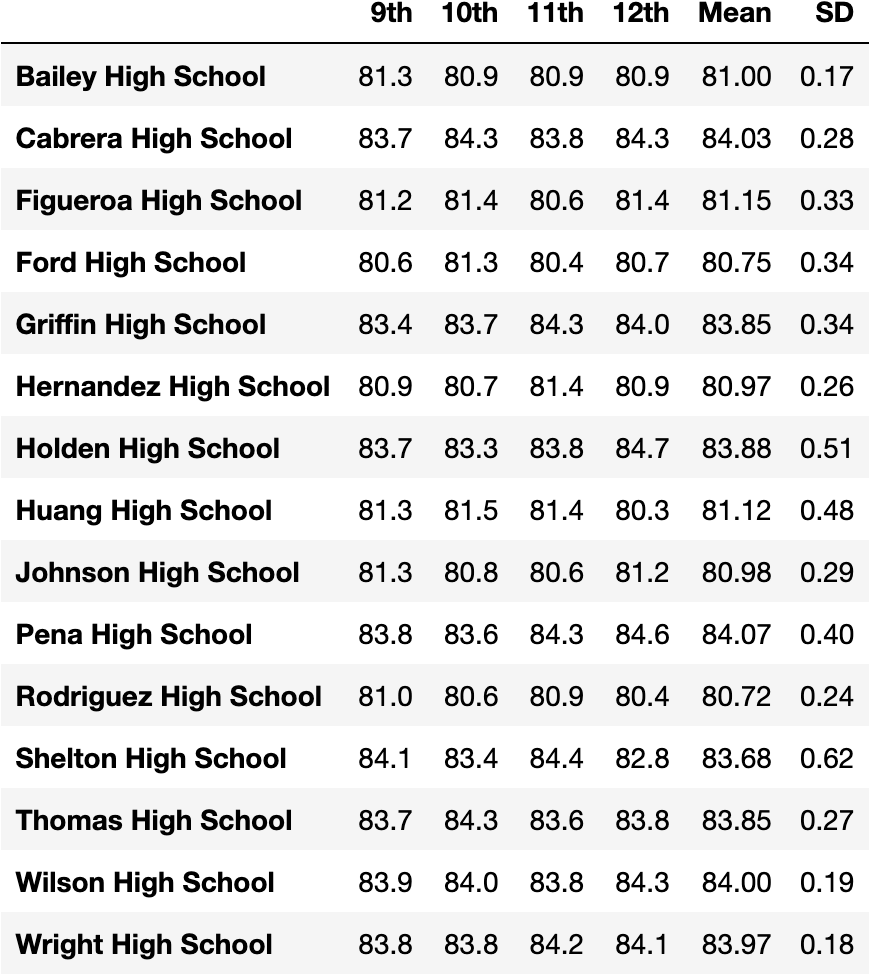 9th 10th 11th 12th Mean SD
Bailey High School 81.3 80.9 80.9 80.9 81.00 0.17
Cabrera High School 83.7 84.3 83.8 84.3 84.03 0.28
Figueroa High School 81.2 81.4 80.6 81.4 81.15 0.33
Ford High School 80.6 81.3 80.4 80.7 80.75 0.34
Griffin High School 83.4 83.7 84.3 84.0 83.85 0.34
Hernandez High School 80.9 80.7 81.4 80.9 80.97 0.26
Holden High School 83.7 83.3 83.8 84.7 83.88 0.51
Huang High School 81.3 81.5 81.4 80.3 81.12 0.48
Johnson High School 81.3 80.8 80.6 81.2 80.98 0.29
Pena High School 83.8 83.6 84.3 84.6 84.07 0.40
Rodriguez High School 81.0 80.6 80.9 80.4 80.72 0.24
Shelton High School 84.1 83.4 84.4 82.8 83.68 0.62
Thomas High School 83.7 84.3 83.6 83.8 83.85 0.27
Wilson High School 83.9 84.0 83.8 84.3 84.00 0.19
Wright High School 83.8 83.8 84.2 84.1 83.97 0.18